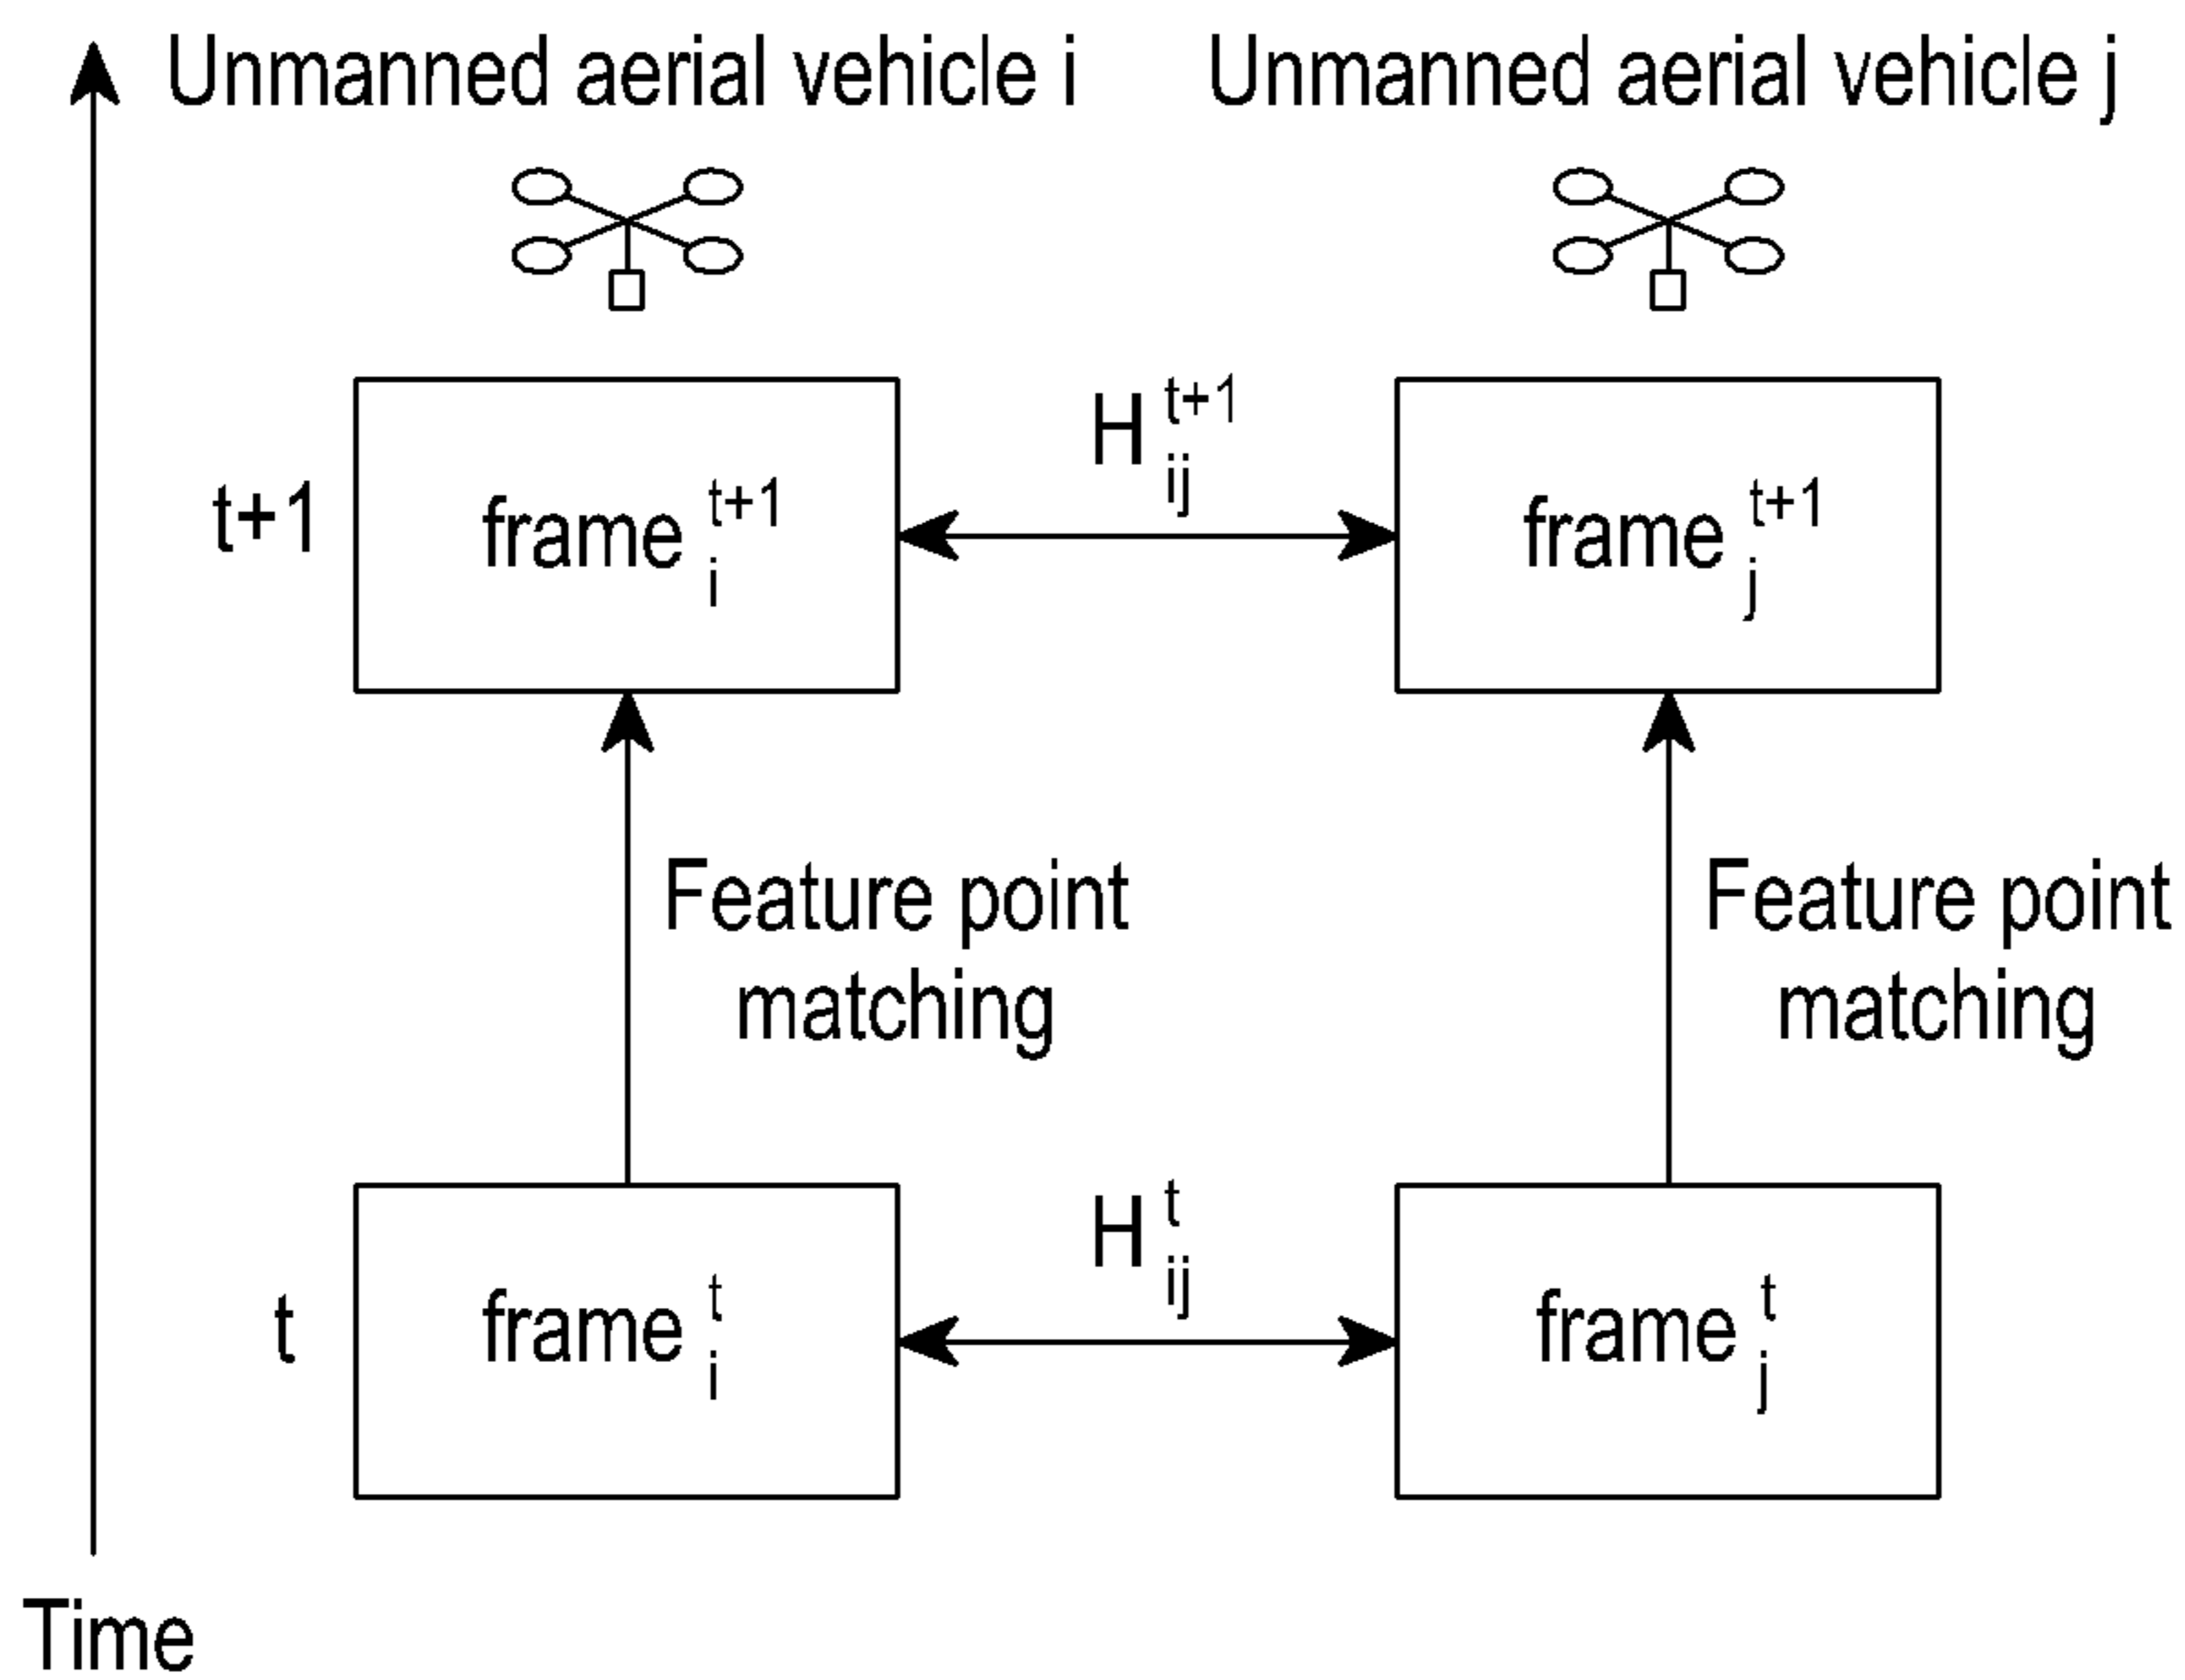 Unmanned aerial vehicle i Unmanned aerial vehicle j
t+1
frame i t+1
H ij t+1
frame j t+1
Feature point
matching
Feature point
matching
t
frame i t
H ij t
frame j t
Time